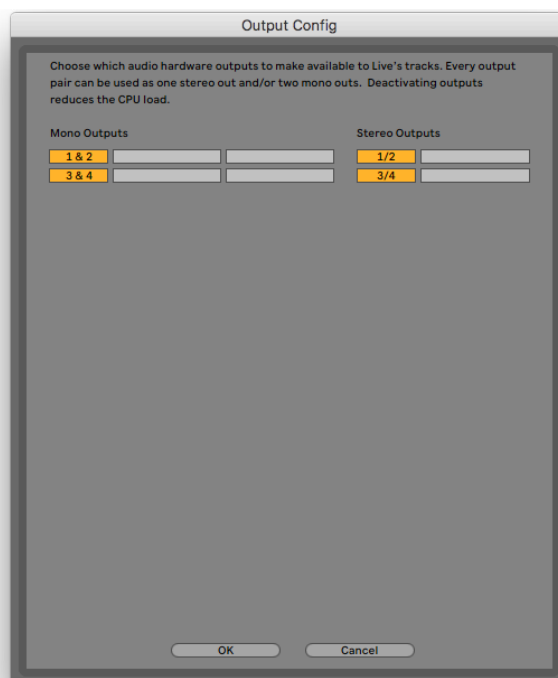 Output Config
Choose which audio hardware outputs to make available to Live's tracks. Every output
pair can be used as one stereo out and/or two mono outs.  Deactivating outputs
reduces the CPU load.
Mono Outputs
Stereo Outputs
1 & 2
1/2
3 & 4
3/4
OK
Cancel